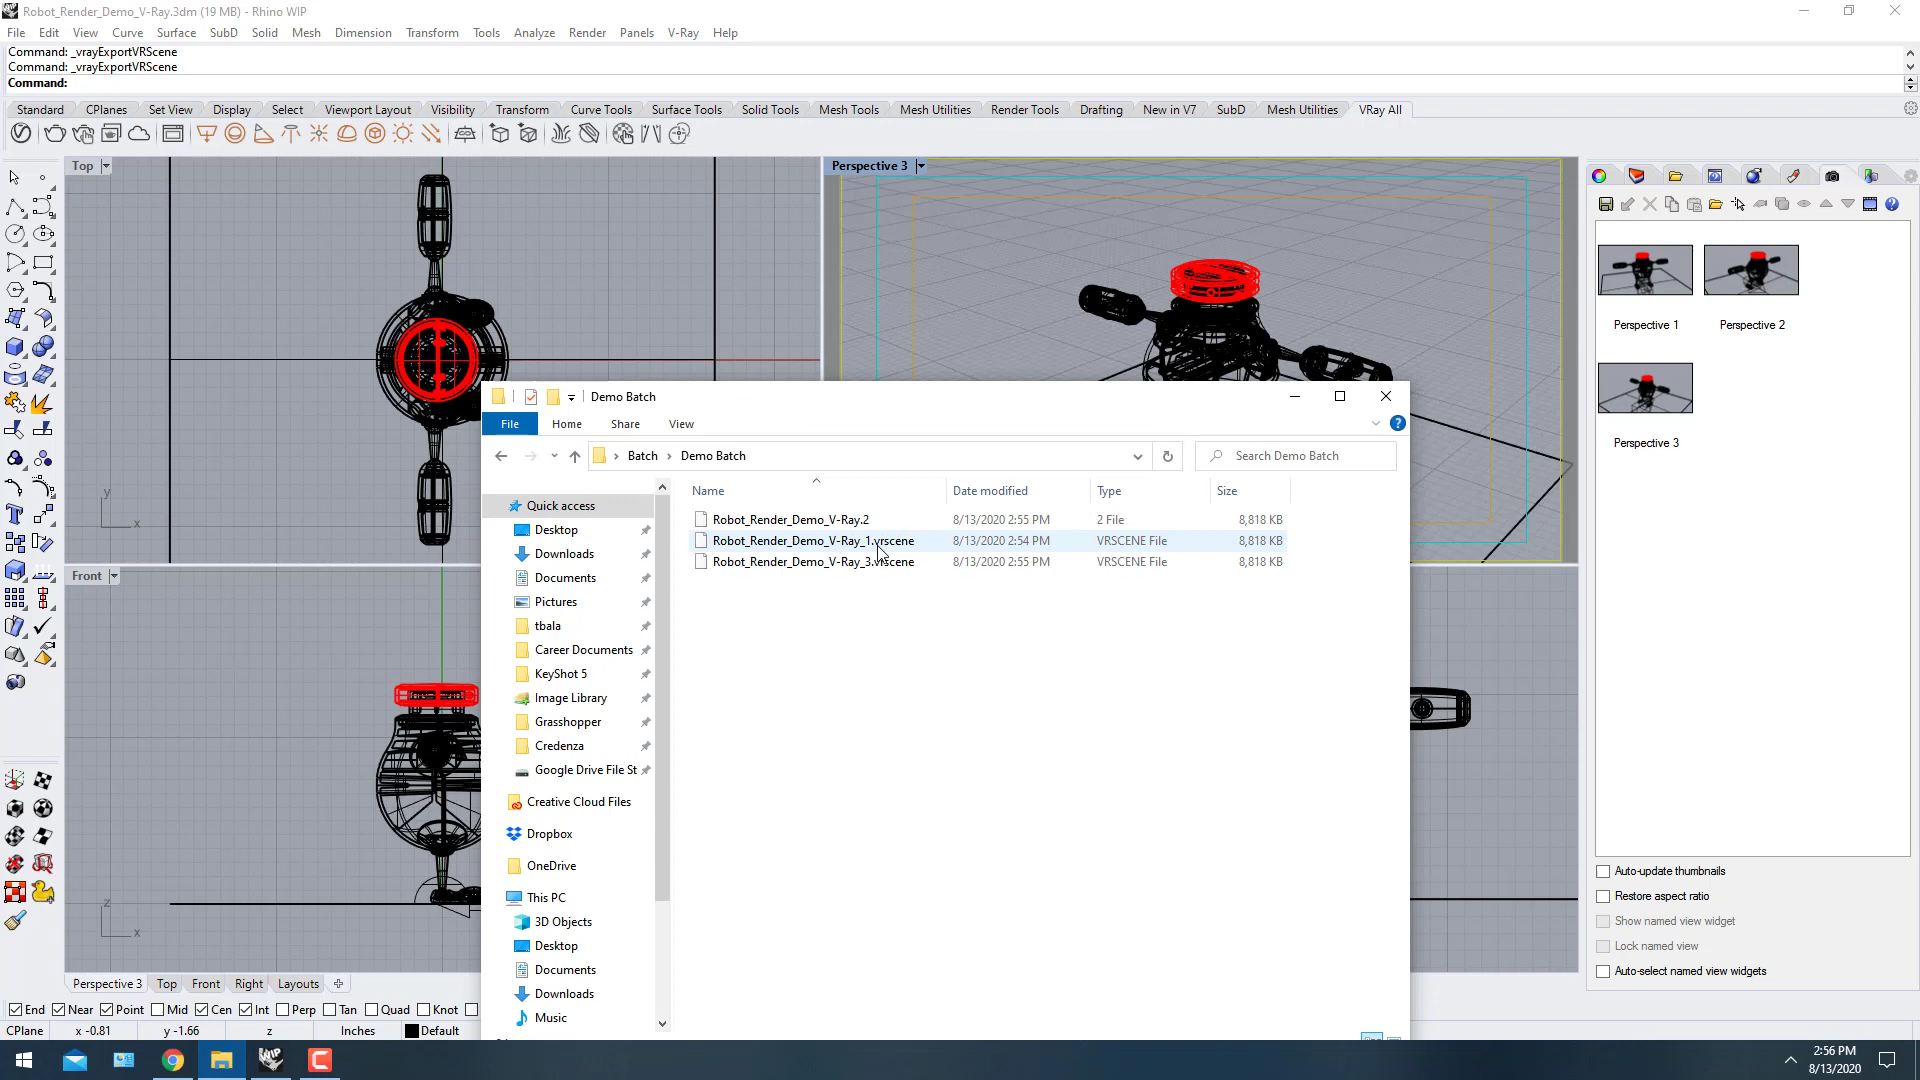 Robot_Render_Demo_V-Ray.3dm (19 MB) - Rhino WIP
File Edit View Curve Surface SubD Solid Mesh Dimension Transform Tools Analyze Render Panels V-Ray Help
Command: _vrayExportVRScene
Command: _vrayExportVRScene
Command:
Standard CPlanes Set View Display Select Viewport Layout Visibility Transform Curve Tools Surface Tools Solid Tools Mesh Tools Mesh Utilities Render Tools Drafting New in V7 SubD Mesh Utilities VRay All
Top
Perspective 3
Perspective 1 Perspective 2
Perspective 3
Demo Batch
File Home Share View
Batch > Demo Batch
Search Demo Batch
Name Date modified Type Size
Robot_Render_Demo_V-Ray.2 8/13/2020 2:55 PM 2 File 8,818 KB
Robot_Render_Demo_V-Ray_1.vrscene 8/13/2020 2:54 PM VRSCENE File 8,818 KB
Robot_Render_Demo_V-Ray_3.vrscene 8/13/2020 2:55 PM VRSCENE File 8,818 KB
Quick access
Desktop
Downloads
Documents
Pictures
tbala
Career Documents
KeyShot 5
Image Library
Grasshopper
Credenza
Google Drive File St
Creative Cloud Files
Dropbox
OneDrive
This PC
3D Objects
Desktop
Documents
Downloads
Music
y
x
Front
z
x
Auto-update thumbnails
Restore aspect ratio
Show named view widget
Lock named view
Auto-select named view widgets
Perspective 3 Top Front Right Layouts
End Near Point Mid Cen Int Perp Tan Quad Knot
CPlane x -0.81 y -1.66 z Inches Default
WIP
2:56 PM
8/13/2020